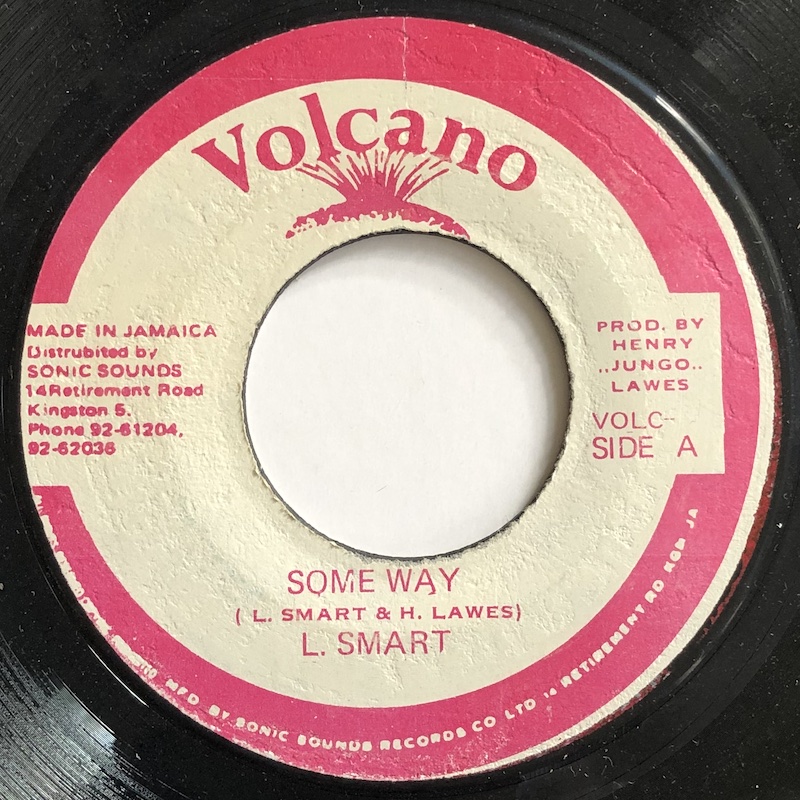 Volcano
MADE IN JAMAICA
Distrubited by
SONIC SOUNDS
14 Retirement Road
Kingston 5.
Phone 92-61204,
92-62036
PROD. BY
HENRY
,,JUNGO,,
LAWES
VOLC-
SIDE A
SOME WAY
( L. SMART & H. LAWES)
L. SMART
MFD BY SONIC SOUNDS RECORDS CO LTD 14 RETIREMENT RD KGN JA